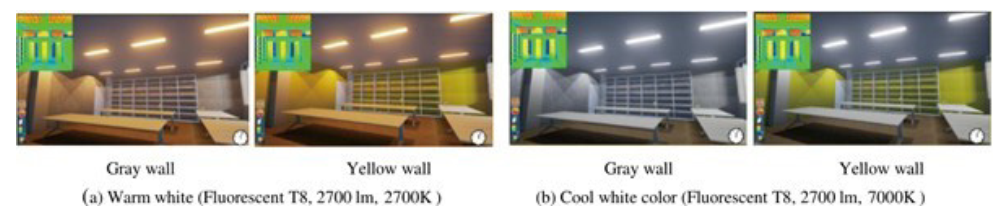 Gray wall
Yellow wall
Gray wall
Yellow wall
(a) Warm white (Fluorescent T8, 2700 lm, 2700K )
(b) Cool white color (Fluorescent T8, 2700 lm, 7000K )